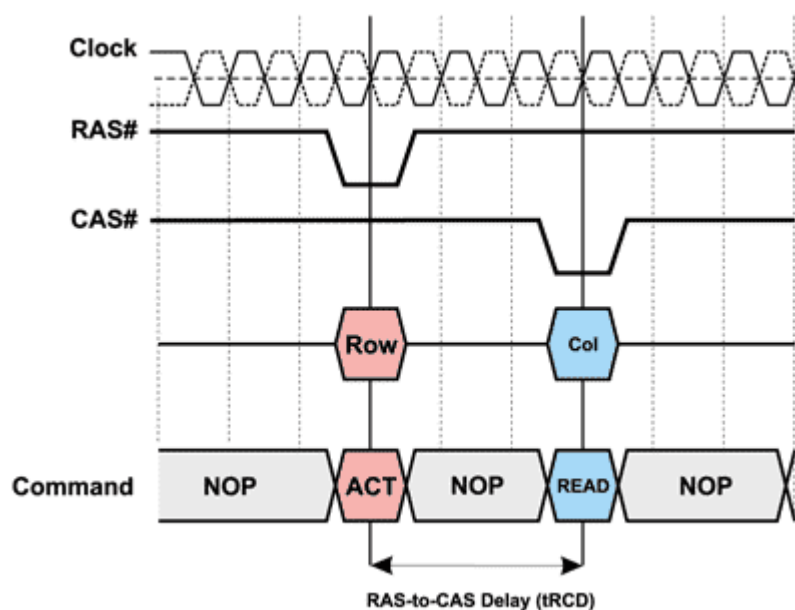 Clock
RAS#
CAS#
Row
Col
Command
NOP
ACT
NOP
READ
NOP
RAS-to-CAS Delay (tRCD)